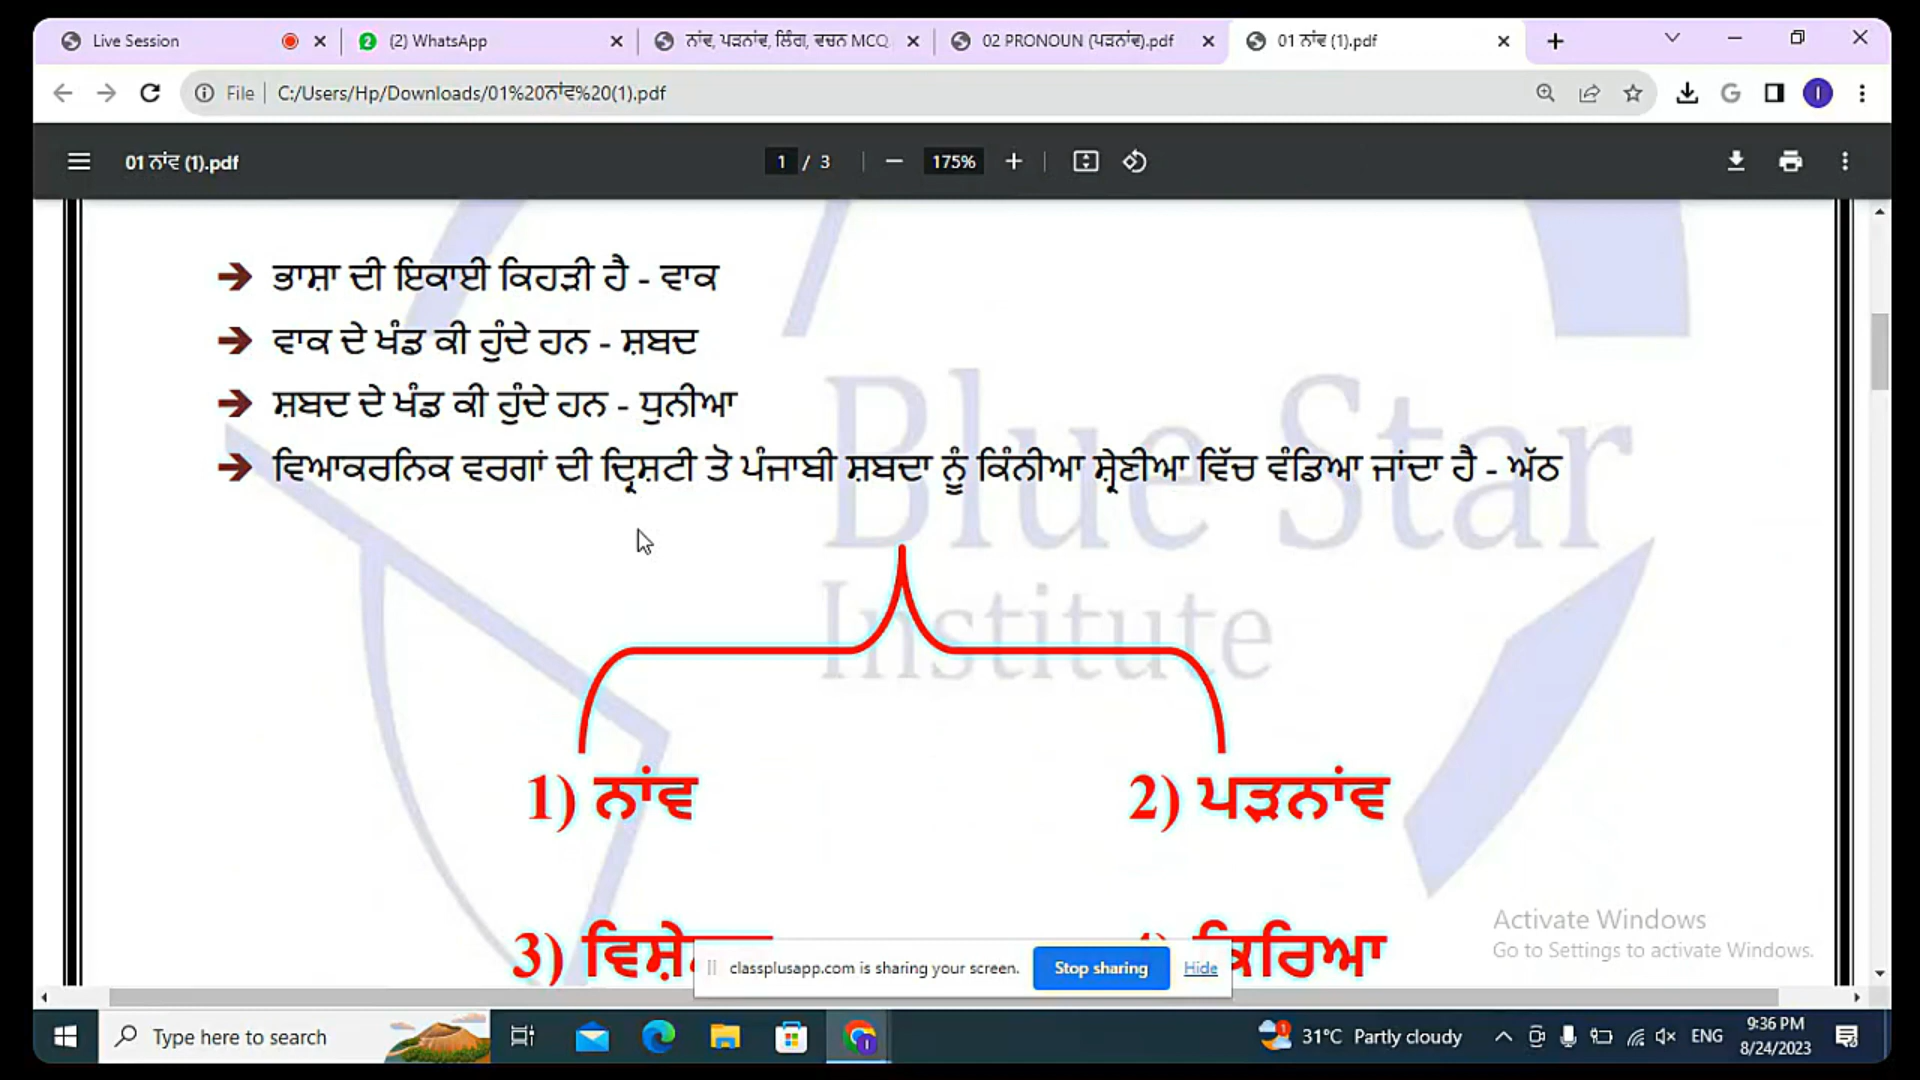 Live Session
(2) WhatsApp
ਨਾਂਵ, ਪੜਨਾਂਵ, ਲਿੰਗ, ਵਚਨ MCQ
02 PRONOUN (ਪੜਨਾਂਵ).pdf
01 ਨਾਂਵ (1).pdf
File
C:/Users/Hp/Downloads/01%20ਨਾਂਵ%20(1).pdf
01 ਨਾਂਵ (1).pdf
1 / 3
175%
ਭਾਸ਼ਾ ਦੀ ਇਕਾਈ ਕਿਹੜੀ ਹੈ - ਵਾਕ
ਵਾਕ ਦੇ ਖੰਡ ਕੀ ਹੁੰਦੇ ਹਨ - ਸ਼ਬਦ
ਸ਼ਬਦ ਦੇ ਖੰਡ ਕੀ ਹੁੰਦੇ ਹਨ - ਧੁਨੀਆ
ਵਿਆਕਰਨਿਕ ਵਰਗਾਂ ਦੀ ਦ੍ਰਿਸ਼ਟੀ ਤੋ ਪੰਜਾਬੀ ਸ਼ਬਦਾ ਨੂੰ ਕਿੰਨੀਆ ਸ਼੍ਰੇਣੀਆ ਵਿੱਚ ਵੰਡਿਆ ਜਾਂਦਾ ਹੈ - ਅੱਠ
Blue Star
Institute
1) ਨਾਂਵ
2) ਪੜਨਾਂਵ
3)
ਕਿਰਿਆ
classplusapp.com is sharing your screen.
Stop sharing
Hide
Activate Windows
Go to Settings to activate Windows.
Type here to search
31°C Partly cloudy
ENG
9:36 PM
8/24/2023